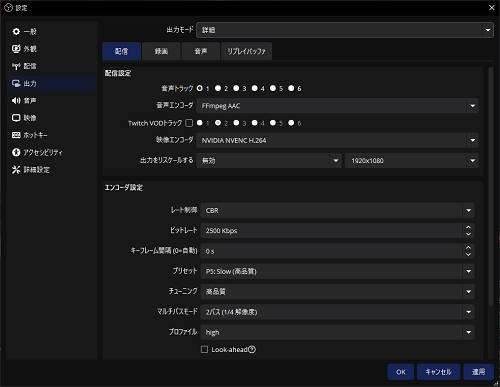 設定
一般
外観
配信
出力
音声
映像
ホットキー
アクセシビリティ
詳細設定
出力モード 詳細
配信 録画 音声 リプレイバッファ
配信設定
音声トラック 1 2 3 4 5 6
音声エンコーダ FFmpeg AAC
Twitch VODトラック 1 2 3 4 5 6
映像エンコーダ NVIDIA NVENC H.264
出力をリスケールする 無効 1920x1080
エンコーダ設定
レート制御 CBR
ビットレート 2500 Kbps
キーフレーム間隔 (0=自動) 0 s
プリセット P5: Slow (高品質)
チューニング 高品質
マルチパスモード 2パス (1/4 解像度)
プロファイル high
Look-ahead
OK キャンセル 適用